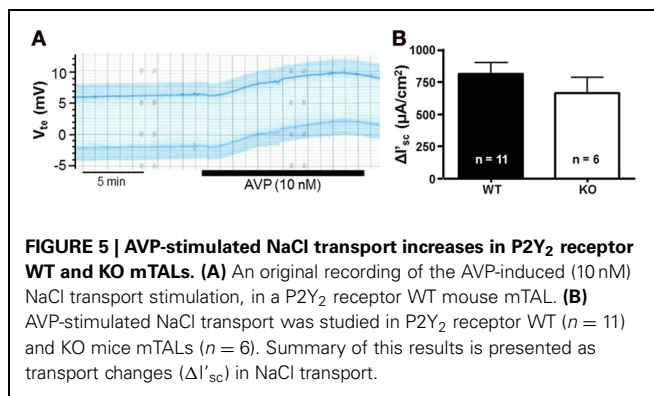 A
B
10
5
0
-5
Vte (mV)
5 min
AVP (10 nM)
1000
750
500
250
0
ΔI'sc (μA/cm²)
n = 11
n = 6
WT
KO
FIGURE 5 | AVP-stimulated NaCl transport increases in P2Y₂ receptor
WT and KO mTALs. (A) An original recording of the AVP-induced (10 nM)
NaCl transport stimulation, in a P2Y₂ receptor WT mouse mTAL. (B)
AVP-stimulated NaCl transport was studied in P2Y₂ receptor WT (n = 11)
and KO mice mTALs (n = 6). Summary of this results is presented as
transport changes (ΔI'sc) in NaCl transport.